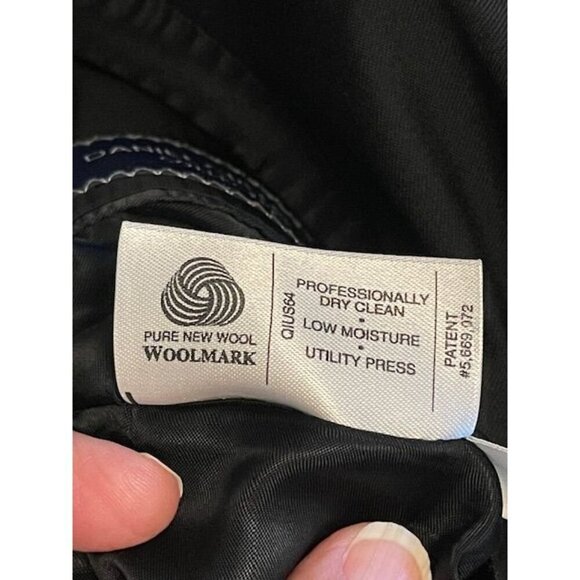 PURE NEW WOOL
WOOLMARK
QIUS64
PROFESSIONALLY
DRY CLEAN
•
LOW MOISTURE
•
UTILITY PRESS
PATENT
#5,669,072